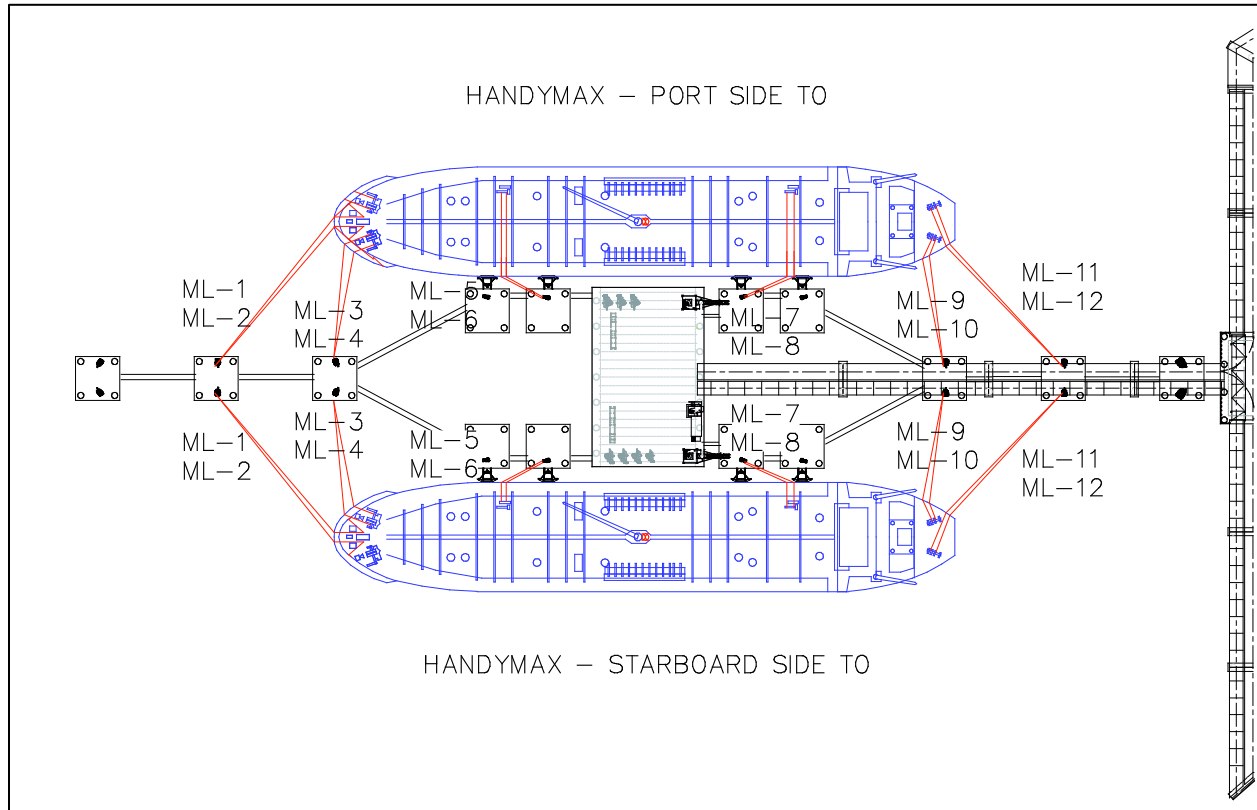 HANDYMAX – PORT SIDE TO
ML-1
ML-2
ML-3
ML-4
ML-5
ML-6
ML-7
ML-8
ML-9
ML-10
ML-11
ML-12
ML-1
ML-2
ML-3
ML-4
ML-5
ML-6
ML-7
ML-8
ML-9
ML-10
ML-11
ML-12
HANDYMAX – STARBOARD SIDE TO